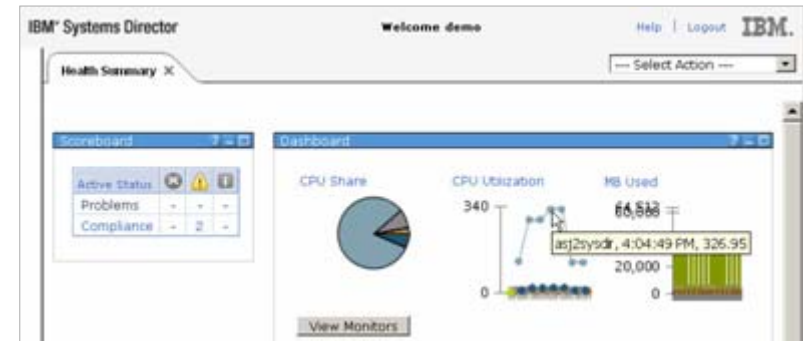 IBM® Systems Director
Welcome demo
Help | Logout
IBM.
Health Summary X
--- Select Action ---
Scoreboard
Active Status
Problems - - -
Compliance - 2 -
Dashboard
CPU Share
CPU Utilization
MB Used
340
0
asj2sysdr, 4:04:49 PM, 326.95
20,000
0
View Monitors